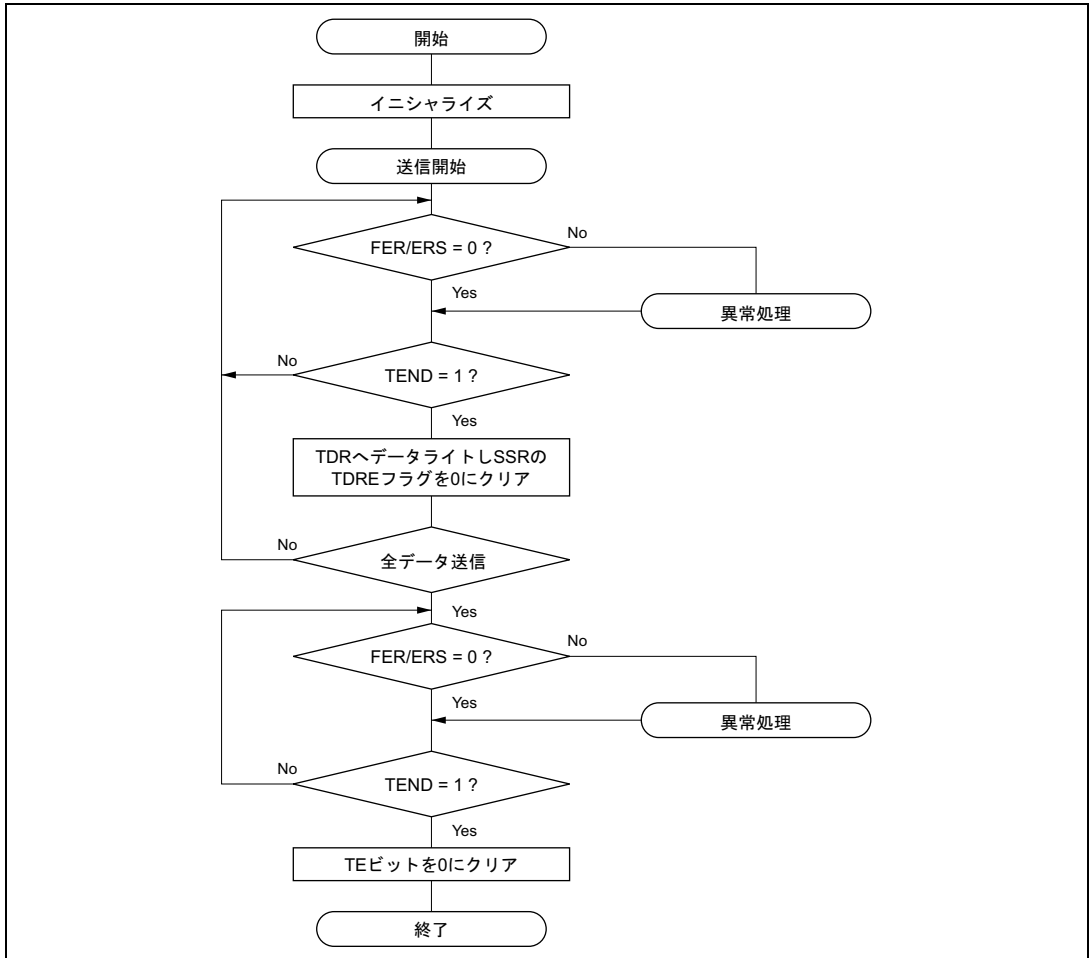 開始
イニシャライズ
送信開始
FER/ERS = 0 ?
No
Yes
異常処理
No
TEND = 1 ?
Yes
TDRへデータライトしSSRの
TDREフラグを0にクリア
No
全データ送信
Yes
FER/ERS = 0 ?
No
Yes
異常処理
No
TEND = 1 ?
Yes
TEビットを0にクリア
終了